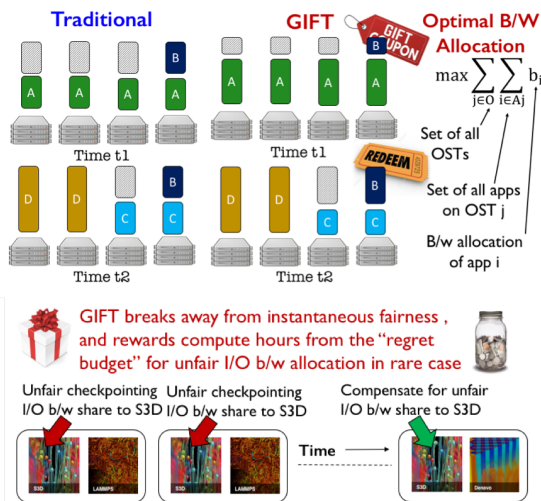 Traditional
GIFT
Optimal B/W
Allocation
GIFT
COUPON
B
B
A
A
A
A
A
A
A
A
max ∑ ∑ b_i
j∈O i∈Aj
Time t1
Time t1
Set of all
OSTs
REDEEM
D
D
B
C
C
D
D
B
C
C
Set of all apps
on OST j
B/w allocation
of app i
Time t2
Time t2
GIFT breaks away from instantaneous fairness ,
and rewards compute hours from the “regret
budget” for unfair I/O b/w allocation in rare case
Unfair checkpointing
I/O b/w share to S3D
Unfair checkpointing
I/O b/w share to S3D
Compensate for unfair
I/O b/w share to S3D
Time
S3D
LAMMPS
S3D
LAMMPS
S3D
Denovo